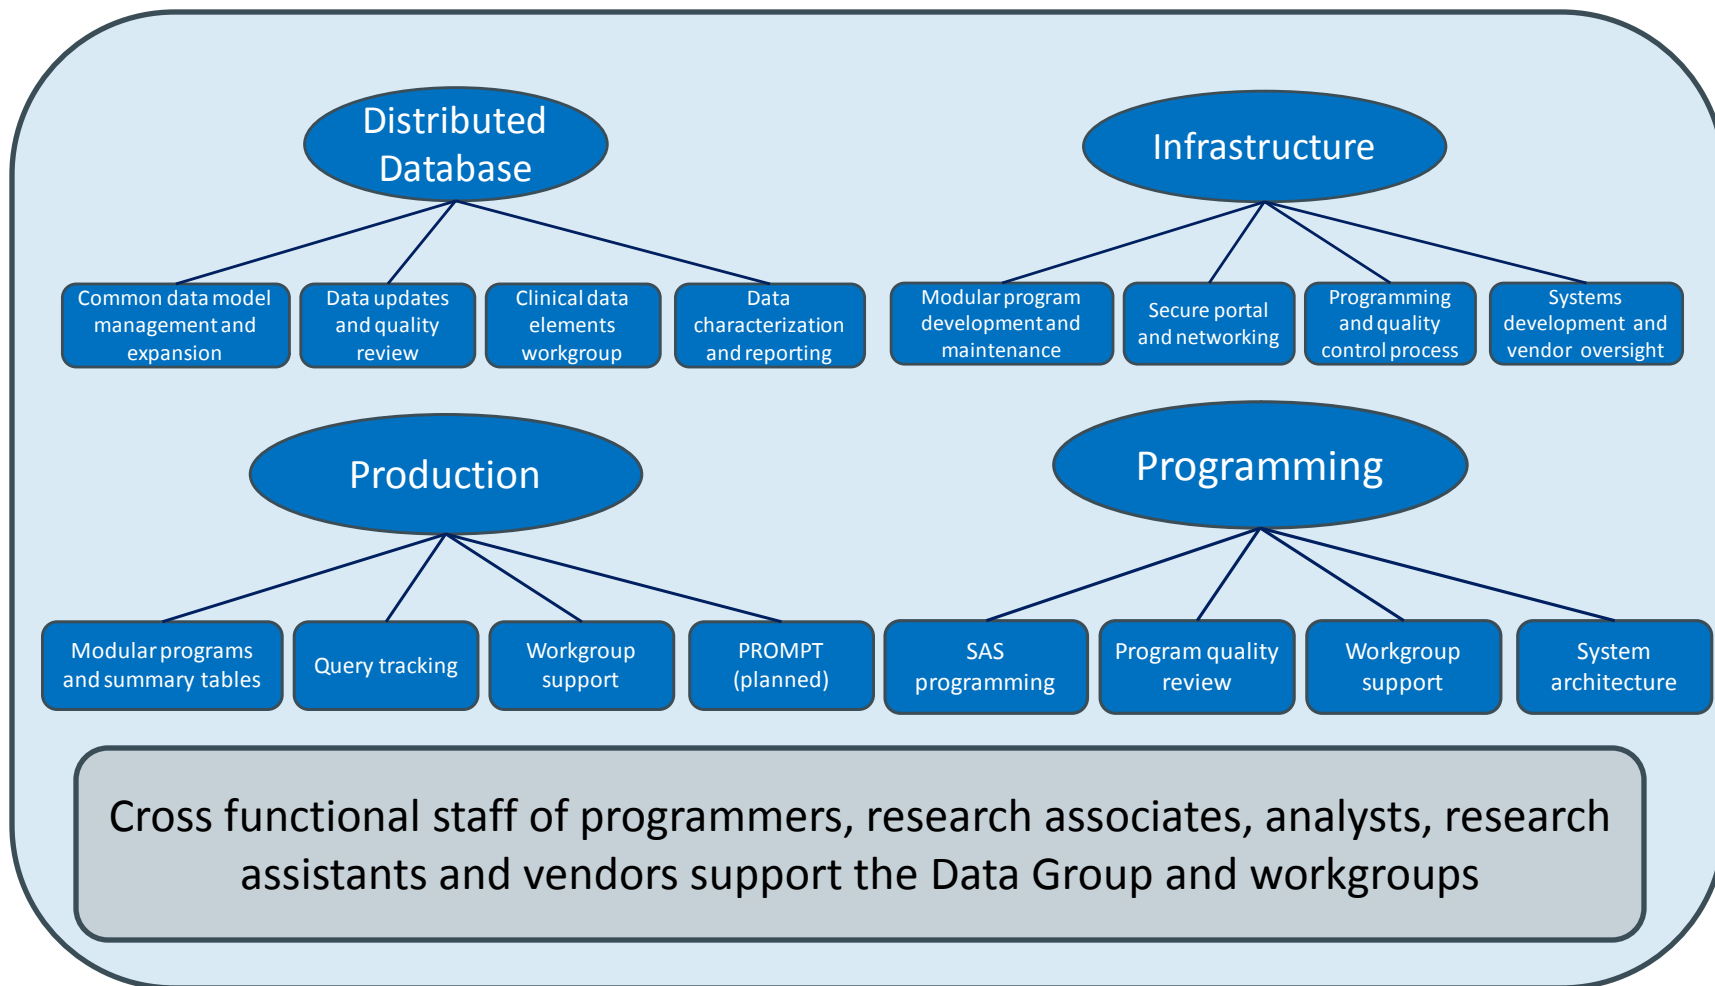 Distributed
Database
Infrastructure
Common data model
management and
expansion
Data updates
and quality
review
Clinical data
elements
workgroup
Data
characterization
and reporting
Modular program
development and
maintenance
Secure portal
and networking
Programming
and quality
control process
Systems
development and
vendor oversight
Production
Programming
Modular programs
and summary tables
Query tracking
Workgroup
support
PROMPT
(planned)
SAS
programming
Program quality
review
Workgroup
support
System
architecture
Cross functional staff of programmers, research associates, analysts, research
assistants and vendors support the Data Group and workgroups